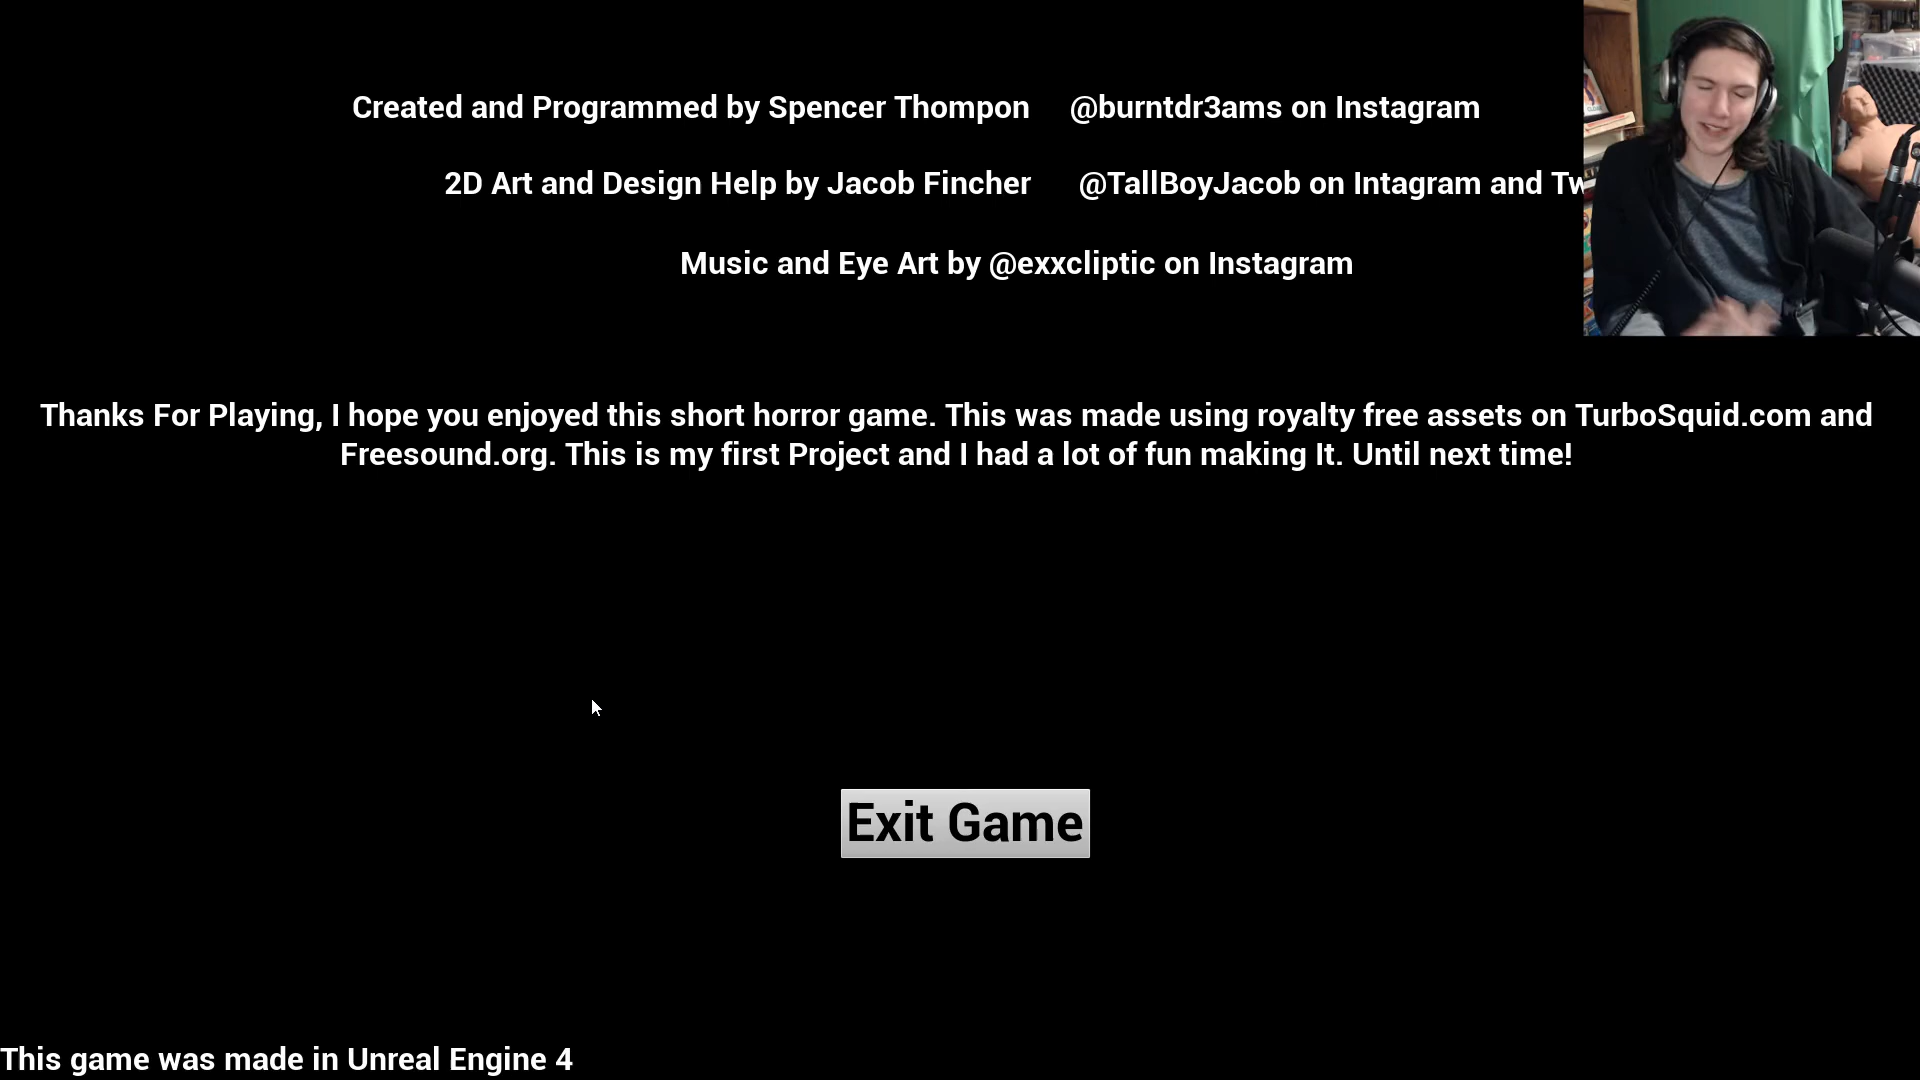 Created and Programmed by Spencer Thompon @burntdr3ams on Instagram
2D Art and Design Help by Jacob Fincher @TallBoyJacob on Intagram and Tw
Music and Eye Art by @exxcliptic on Instagram
Thanks For Playing, I hope you enjoyed this short horror game. This was made using royalty free assets on TurboSquid.com and
Freesound.org. This is my first Project and I had a lot of fun making It. Until next time!
Exit Game
This game was made in Unreal Engine 4